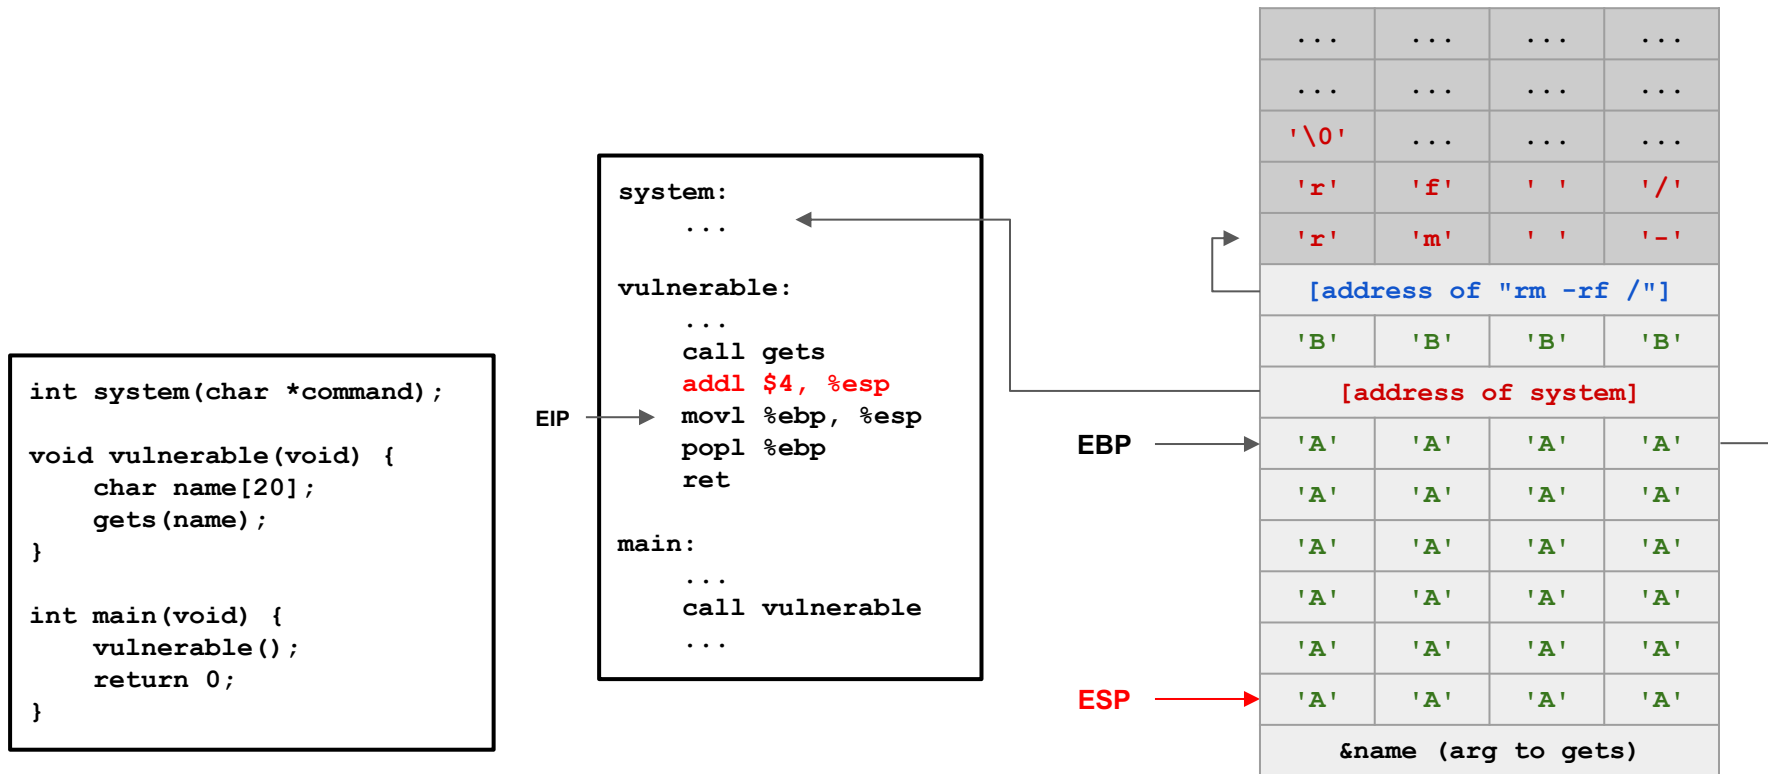 int system(char *command);
void vulnerable(void) {
char name[20];
gets(name);
}
int main(void) {
vulnerable();
return 0;
}
EIP
system:
...
vulnerable:
...
call gets
addl $4, %esp
movl %ebp, %esp
popl %ebp
ret
main:
...
call vulnerable
...
EBP
ESP
... ... ... ...
... ... ... ...
'\0' ... ... ...
'r' 'f' ' ' '/'
'r' 'm' ' ' '-'
[address of "rm -rf /"]
'B' 'B' 'B' 'B'
[address of system]
'A' 'A' 'A' 'A'
'A' 'A' 'A' 'A'
'A' 'A' 'A' 'A'
'A' 'A' 'A' 'A'
'A' 'A' 'A' 'A'
'A' 'A' 'A' 'A'
&name (arg to gets)